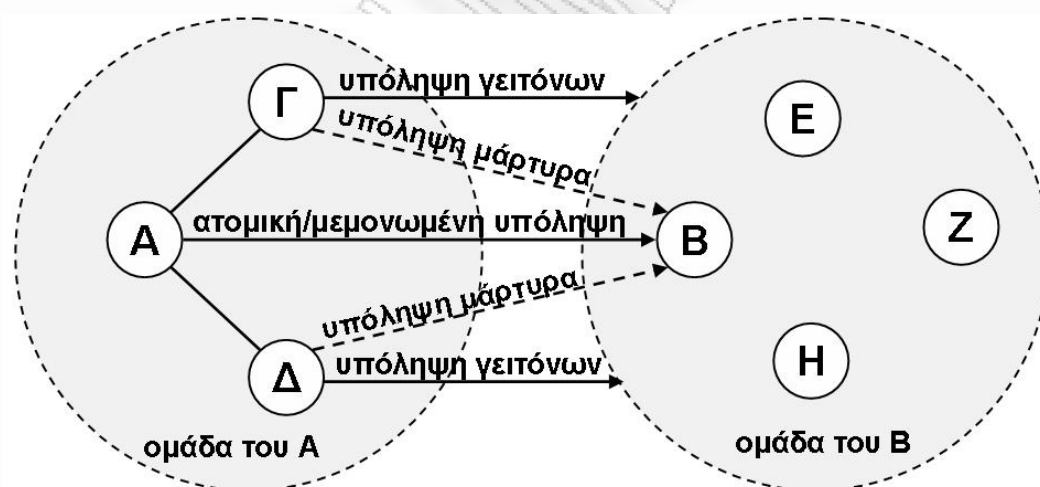 Γ
υπόληψη γειτόνων
Ε
υπόληψη μάρτυρα
Α
ατομική/μεμονωμένη υπόληψη
Β
Ζ
υπόληψη μάρτυρα
Δ
υπόληψη γειτόνων
Η
ομάδα του Α
ομάδα του Β